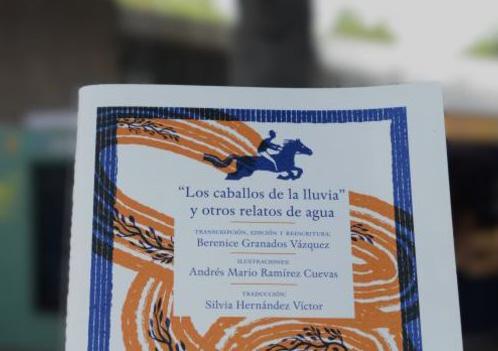 "Los caballos de la lluvia"
y otros relatos de agua
TRANSCRIPCIÓN, EDICIÓN Y REESCRITURA:
Berenice Granados Vázquez
ILUSTRACIONES:
Andrés Mario Ramírez Cuevas
TRADUCCIÓN:
Silvia Hernández Víctor